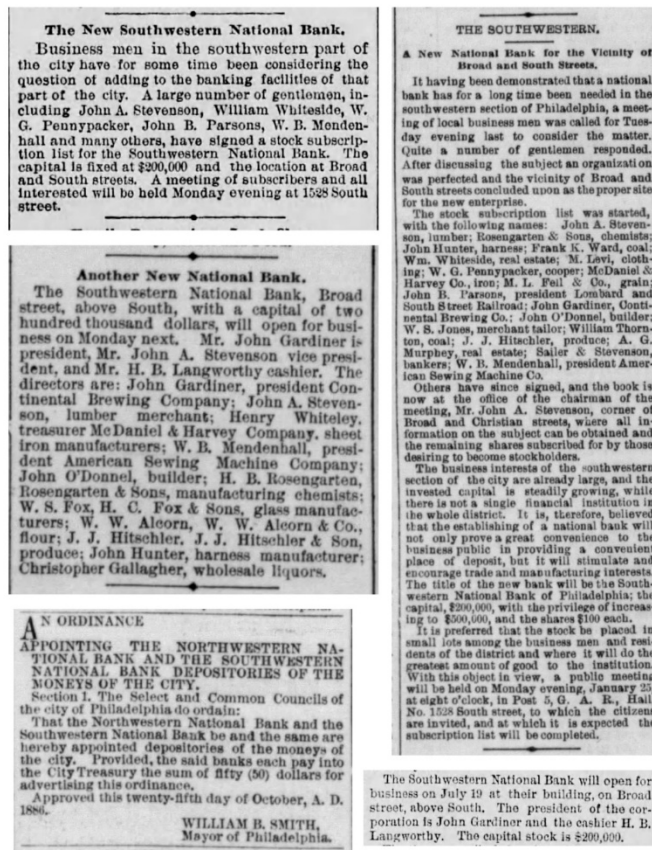 The New Southwestern National Bank.
Business men in the southwestern part of
the city have for some time been considering the
question of adding to the banking facilities of that
part of the city. A large number of gentlemen, in-
cluding John A. Stevenson, William Whiteside, W.
G. Pennypacker, John B. Parsons, W. B. Menden-
hall and many others, have signed a stock subscrip-
tion list for the Southwestern National Bank. The
capital is fixed at $200,000 and the location at Broad
and South streets. A meeting of subscribers and all
interested will be held Monday evening at 1528 South
street.
Another New National Bank.
The Southwestern National Bank, Broad
street, above South, with a capital of two
hundred thousand dollars, will open for busi-
ness on Monday next. Mr. John Gardiner is
president, Mr. John A. Stevenson vice presi-
dent, and Mr. H. B. Langworthy cashier. The
directors are: John Gardiner, president Con-
tinental Brewing Company; John A. Steven-
son, lumber merchant; Henry Whiteley,
treasurer McDaniel & Harvey Company, sheet
iron manufacturers; W. B. Mendenhall, presi-
dent American Sewing Machine Company;
John O'Donnel, builder; H. B. Rosengarten,
Rosengarten & Sons, manufacturing chemists;
W. S. Fox, H. C. Fox & Sons, glass manufac-
turers; W. W. Alcorn, W. W. Alcorn & Co.,
flour; J. J. Hitschler, J. J. Hitschler & Son,
produce; John Hunter, harness manufacturer;
Christopher Gallagher, wholesale liquors.
AN ORDINANCE
APPOINTING THE NORTHWESTERN NA-
TIONAL BANK AND THE SOUTHWESTERN
NATIONAL BANK DEPOSITORIES OF THE
MONEYS OF THE CITY.
Section 1. The Select and Common Councils of
the city of Philadelphia do ordain:
That the Northwestern National Bank and the
Southwestern National Bank be and the same are
hereby appointed depositories of the moneys of
the city. Provided, the said banks each pay into
the City Treasury the sum of fifty (50) dollars for
advertising this ordinance.
Approved this twenty-fifth day of October, A. D.
1886.
WILLIAM B. SMITH,
Mayor of Philadelphia.
THE SOUTHWESTERN.
A New National Bank for the Vicinity of
Broad and South Streets.
It having been demonstrated that a national
bank has for a long time been needed in the
southwestern section of Philadelphia, a meet-
ing of local business men was called for Tues-
day evening last to consider the matter.
Quite a number of gentlemen responded.
After discussing the subject an organization
was perfected and the vicinity of Broad and
South streets concluded upon as the proper site
for the new enterprise.
The stock subscription list was started,
with the following names: John A. Steven-
son, lumber; Rosengarten & Sons, chemists;
John Hunter, harness; Frank K. Ward, coal;
Wm. Whiteside, real estate; M. Levi, cloth-
ing; W. G. Pennypacker, cooper; McDaniel &
Harvey Co., iron; M. L. Feil & Co., grain;
John B. Parsons, president Lombard and
South Street Railroad; John Gardiner, Conti-
nental Brewing Co.; John O'Donnel, builder;
W. S. Jones, merchant tailor; William Thorn-
ton, coal; J. J. Hitschler, produce; A. G.
Murphey, real estate; Sailer & Stevenson,
bankers; W. B. Mendenhall, president Amer-
ican Sewing Machine Co.
Others have since signed, and the book is
now at the office of the chairman of the
meeting, Mr. John A. Stevenson, corner of
Broad and Christian streets, where all in-
formation on the subject can be obtained and
the remaining shares subscribed for by those
desiring to become stockholders.
The business interests of the southwestern
section of the city are already large, and the
invested capital is steadily growing, while
there is not a single financial institution in
the whole district. It is, therefore, believed
that the establishing of a national bank will
not only prove a great convenience to the
business public in providing a convenient
place of deposit, but it will stimulate and
encourage trade and manufacturing interests.
The title of the new bank will be the South-
western National Bank of Philadelphia; the
capital, $200,000, with the privilege of increas-
ing to $500,000, and the shares $100 each.
It is preferred that the stock be placed in
small lots among the business men and resi-
dents of the district and where it will do the
greatest amount of good to the institution.
With this object in view, a public meeting
will be held on Monday evening, January 25
at eight o'clock, in Post 5, G. A. R., Hall
No. 1528 South street, to which the citizens
are invited, and at which it is expected the
subscription list will be completed.
The Southwestern National Bank will open for
business on July 19 at their building, on Broad
street, above South. The president of the cor-
poration is John Gardiner and the cashier H. B.
Langworthy. The capital stock is $200,000.